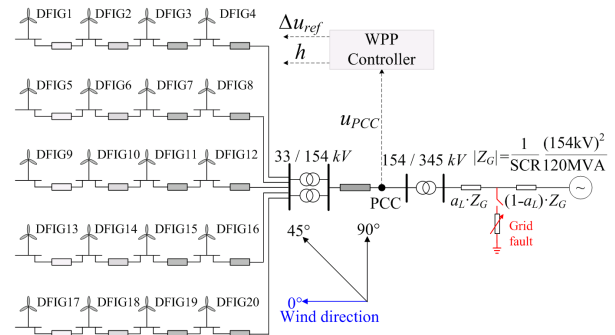 DFIG1 DFIG2 DFIG3 DFIG4
Δu_ref
h
WPP
Controller
DFIG5 DFIG6 DFIG7 DFIG8
u_PCC
DFIG9 DFIG10 DFIG11 DFIG12
33 / 154 kV
154 / 345 kV
|Z_G|= 1/SCR (154kV)²/120MVA
PCC
a_L·Z_G
(1-a_L)·Z_G
Grid
fault
DFIG13 DFIG14 DFIG15 DFIG16
45°
90°
DFIG17 DFIG18 DFIG19 DFIG20
0°
Wind direction